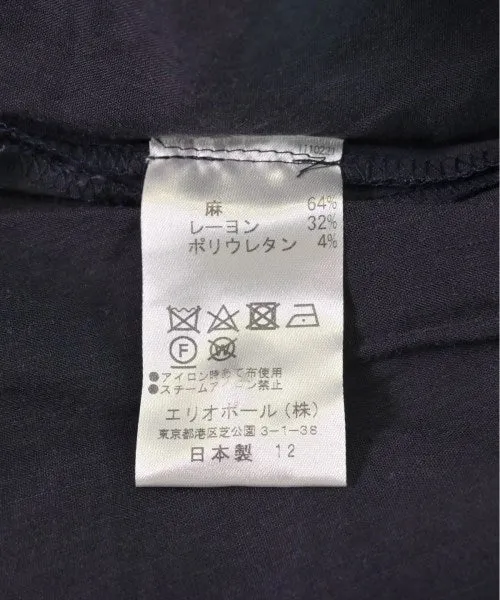 麻 64%
レーヨン 32%
ポリウレタン 4%
F W
●アイロン時あて布使用
●スチームアイロン禁止
エリオポール(株)
東京都港区芝公園 3-1-38
日本製 12